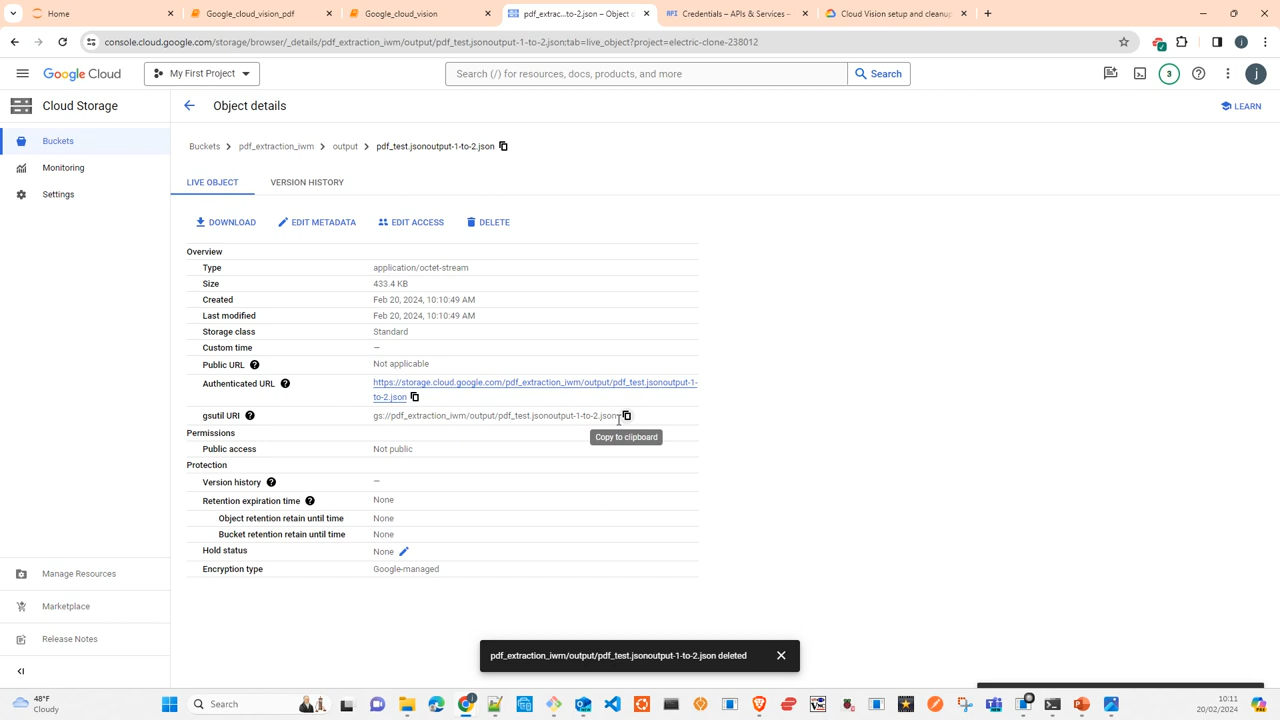 Home
Google_cloud_vision_pdf
Google_cloud_vision
pdf_extrac...to-2.json – Object d
API Credentials – APIs & Services –
Cloud Vision setup and cleanup
console.cloud.google.com/storage/browser/_details/pdf_extraction_iwm/output/pdf_test.jsonoutput-1-to-2.json;tab=live_object?project=electric-clone-238012
j
Google Cloud
My First Project
Search (/) for resources, docs, products, and more
Search
3
j
Cloud Storage
Object details
LEARN
Buckets
Monitoring
Settings
Buckets
pdf_extraction_iwm
output
pdf_test.jsonoutput-1-to-2.json
LIVE OBJECT
VERSION HISTORY
DOWNLOAD
EDIT METADATA
EDIT ACCESS
DELETE
Overview
Type application/octet-stream
Size 433.4 KB
Created Feb 20, 2024, 10:10:49 AM
Last modified Feb 20, 2024, 10:10:49 AM
Storage class Standard
Custom time —
Public URL Not applicable
Authenticated URL https://storage.cloud.google.com/pdf_extraction_iwm/output/pdf_test.jsonoutput-1-
to-2.json
gsutil URI gs://pdf_extraction_iwm/output/pdf_test.jsonoutput-1-to-2.json
Copy to clipboard
Permissions
Public access Not public
Protection
Version history —
Retention expiration time None
Object retention retain until time None
Bucket retention retain until time None
Hold status None
Encryption type Google-managed
Manage Resources
Marketplace
Release Notes
pdf_extraction_iwm/output/pdf_test.jsonoutput-1-to-2.json deleted
48°F
Cloudy
Search
10:11
20/02/2024